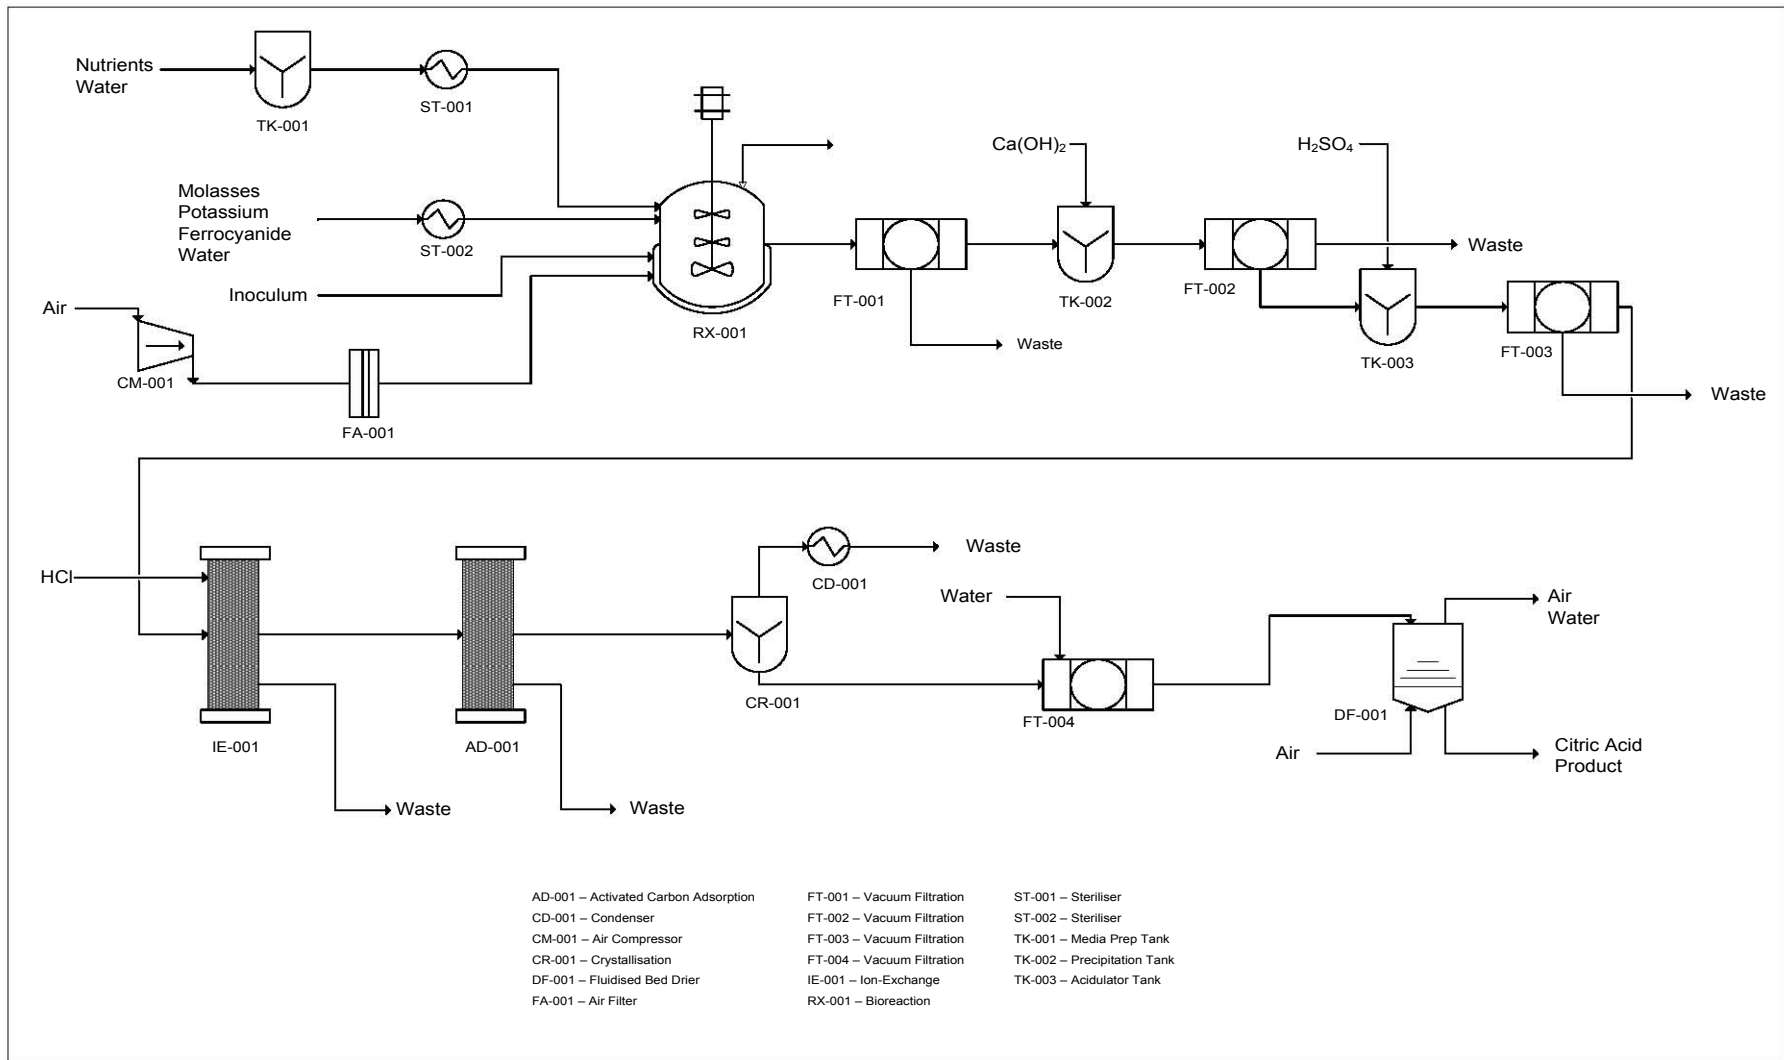 Nutrients
Water
TK-001
ST-001
Molasses
Potassium
Ferrocyanide
Water
ST-002
Inoculum
Air
CM-001
FA-001
RX-001
FT-001
Waste
Ca(OH)₂
TK-002
FT-002
Waste
H₂SO₄
TK-003
FT-003
Waste
HCl
IE-001
Waste
AD-001
Waste
CR-001
CD-001
Waste
Water
FT-004
DF-001
Air
Water
Air
Citric Acid
Product
AD-001 – Activated Carbon Adsorption
CD-001 – Condenser
CM-001 – Air Compressor
CR-001 – Crystallisation
DF-001 – Fluidised Bed Drier
FA-001 – Air Filter
FT-001 – Vacuum Filtration
FT-002 – Vacuum Filtration
FT-003 – Vacuum Filtration
FT-004 – Vacuum Filtration
IE-001 – Ion-Exchange
RX-001 – Bioreaction
ST-001 – Steriliser
ST-002 – Steriliser
TK-001 – Media Prep Tank
TK-002 – Precipitation Tank
TK-003 – Acidulator Tank